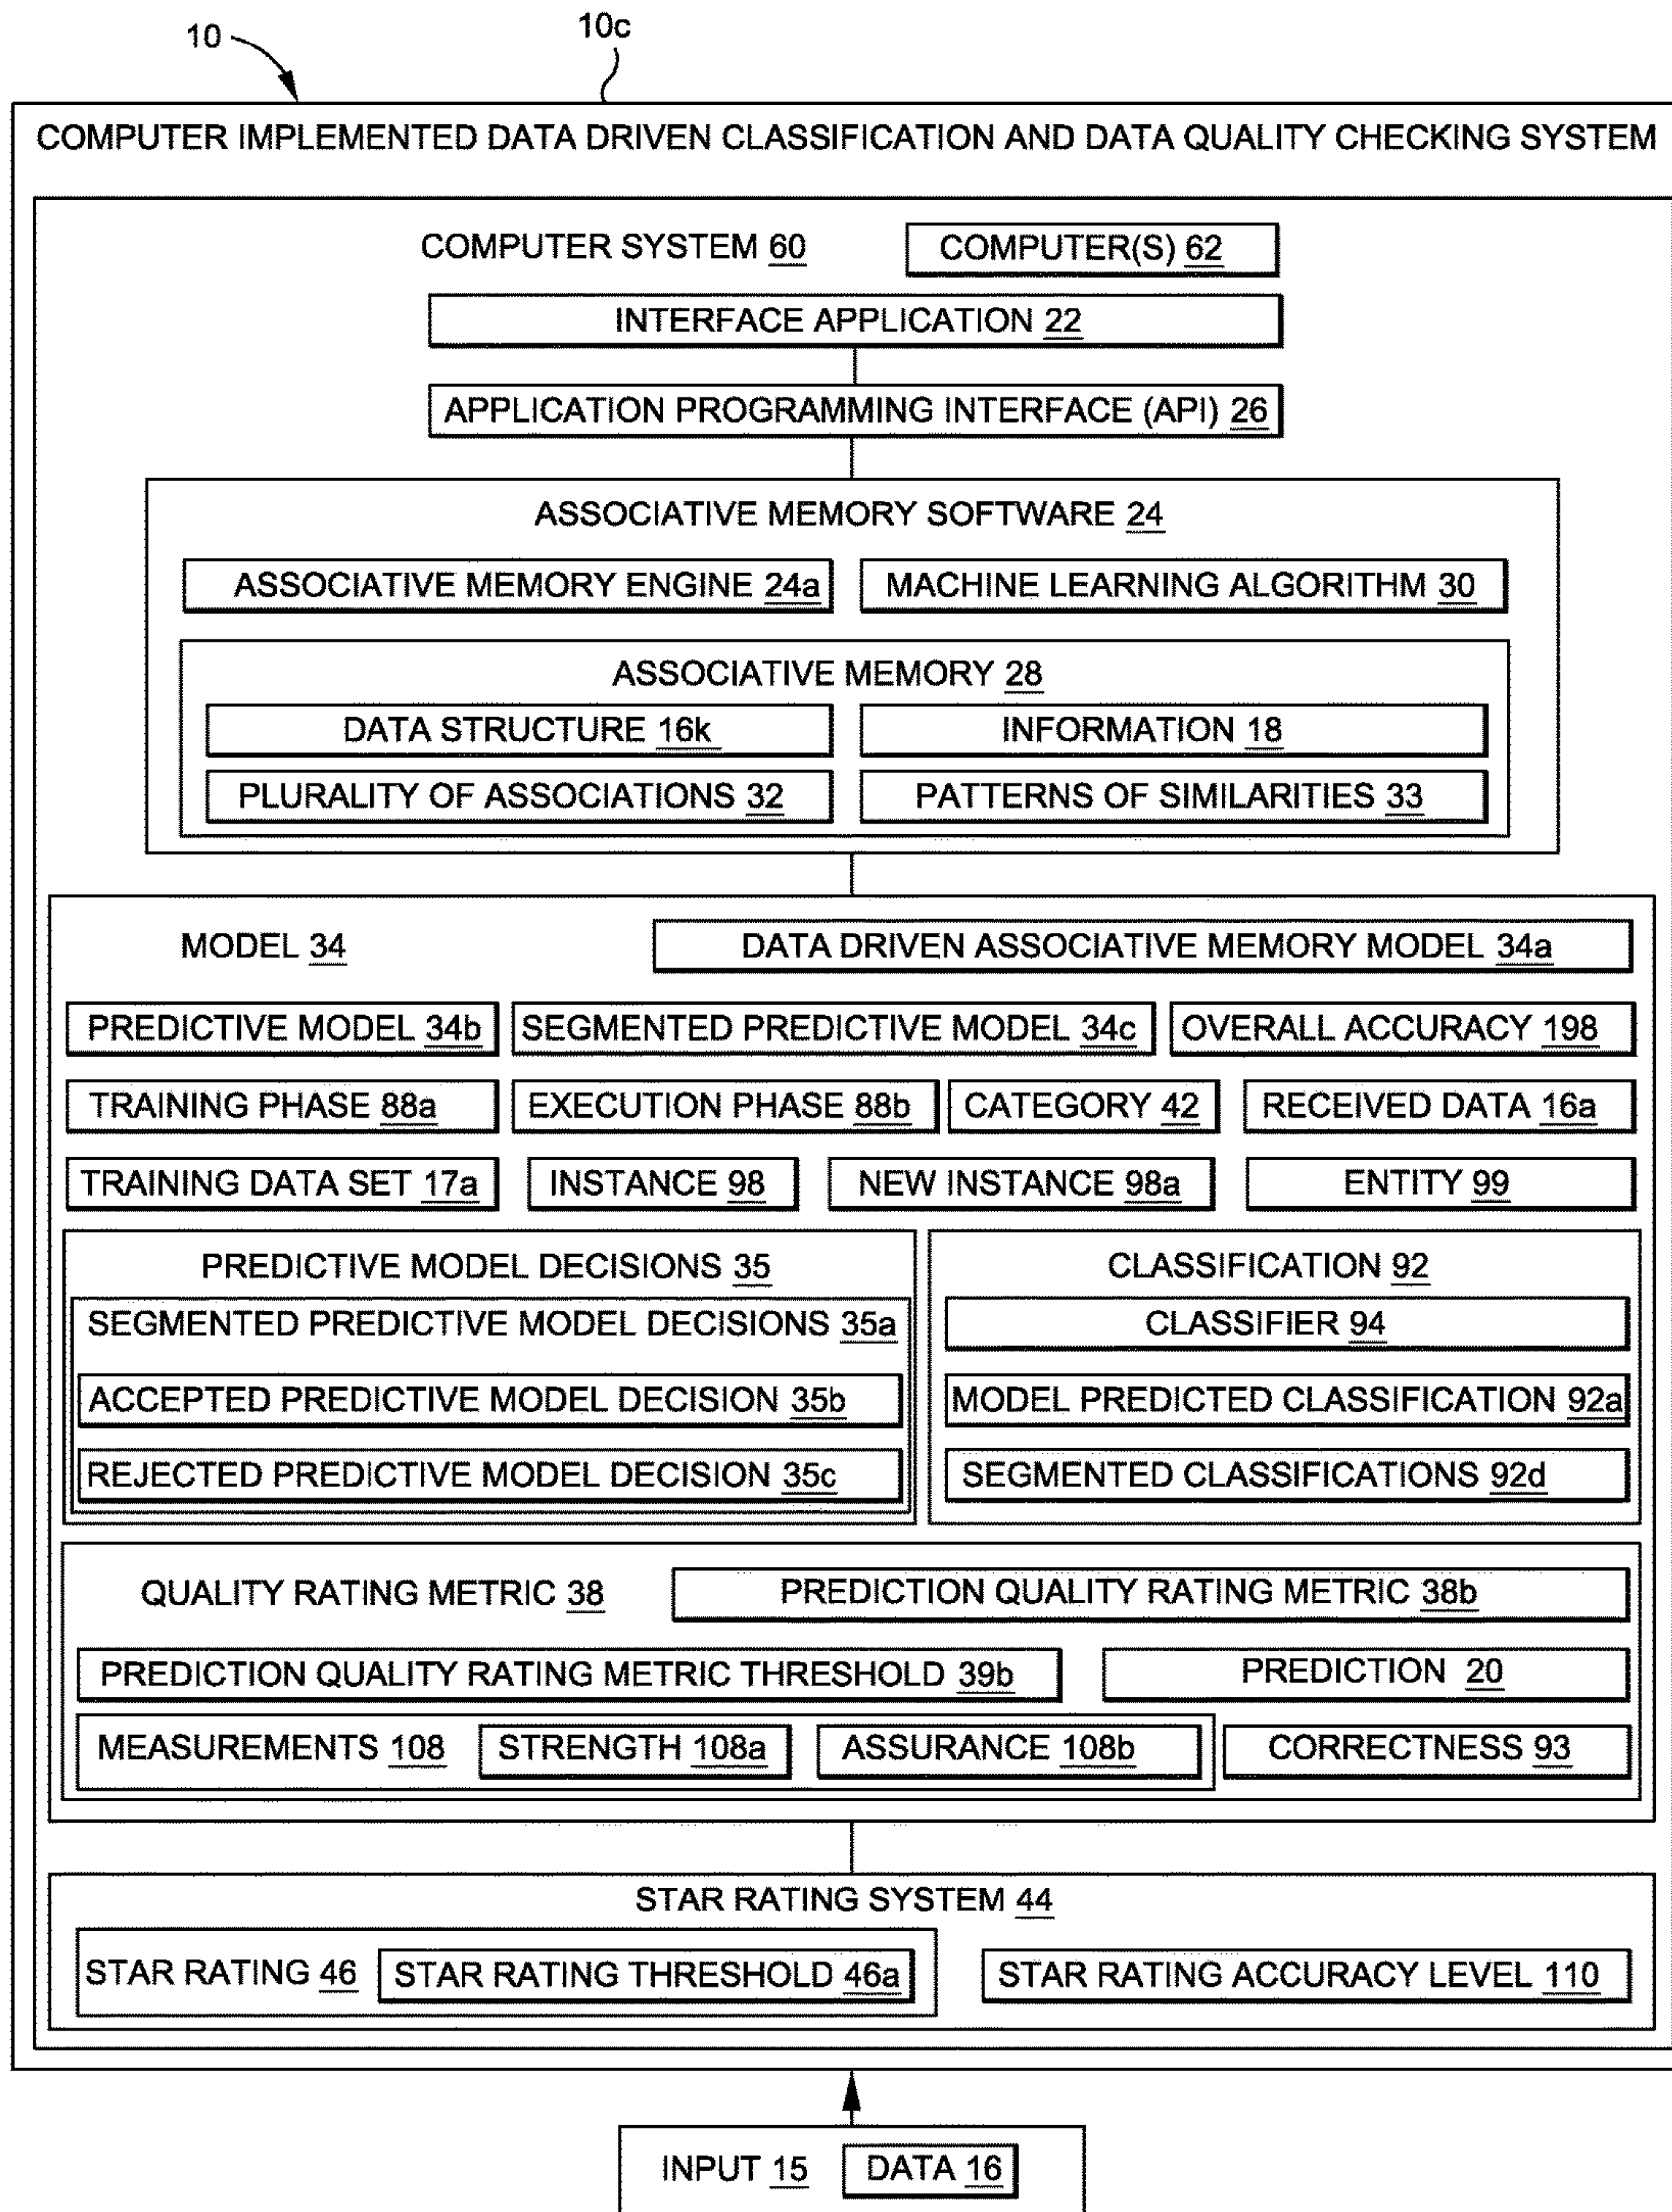 10 10c
COMPUTER IMPLEMENTED DATA DRIVEN CLASSIFICATION AND DATA QUALITY CHECKING SYSTEM
COMPUTER SYSTEM 60 COMPUTER(S) 62
INTERFACE APPLICATION 22
APPLICATION PROGRAMMING INTERFACE (API) 26
ASSOCIATIVE MEMORY SOFTWARE 24
ASSOCIATIVE MEMORY ENGINE 24a MACHINE LEARNING ALGORITHM 30
ASSOCIATIVE MEMORY 28
DATA STRUCTURE 16k INFORMATION 18
PLURALITY OF ASSOCIATIONS 32 PATTERNS OF SIMILARITIES 33
MODEL 34 DATA DRIVEN ASSOCIATIVE MEMORY MODEL 34a
PREDICTIVE MODEL 34b SEGMENTED PREDICTIVE MODEL 34c OVERALL ACCURACY 198
TRAINING PHASE 88a EXECUTION PHASE 88b CATEGORY 42 RECEIVED DATA 16a
TRAINING DATA SET 17a INSTANCE 98 NEW INSTANCE 98a ENTITY 99
PREDICTIVE MODEL DECISIONS 35 CLASSIFICATION 92
SEGMENTED PREDICTIVE MODEL DECISIONS 35a CLASSIFIER 94
ACCEPTED PREDICTIVE MODEL DECISION 35b MODEL PREDICTED CLASSIFICATION 92a
REJECTED PREDICTIVE MODEL DECISION 35c SEGMENTED CLASSIFICATIONS 92d
QUALITY RATING METRIC 38 PREDICTION QUALITY RATING METRIC 38b
PREDICTION QUALITY RATING METRIC THRESHOLD 39b PREDICTION 20
MEASUREMENTS 108 STRENGTH 108a ASSURANCE 108b CORRECTNESS 93
STAR RATING SYSTEM 44
STAR RATING 46 STAR RATING THRESHOLD 46a STAR RATING ACCURACY LEVEL 110
INPUT 15 DATA 16